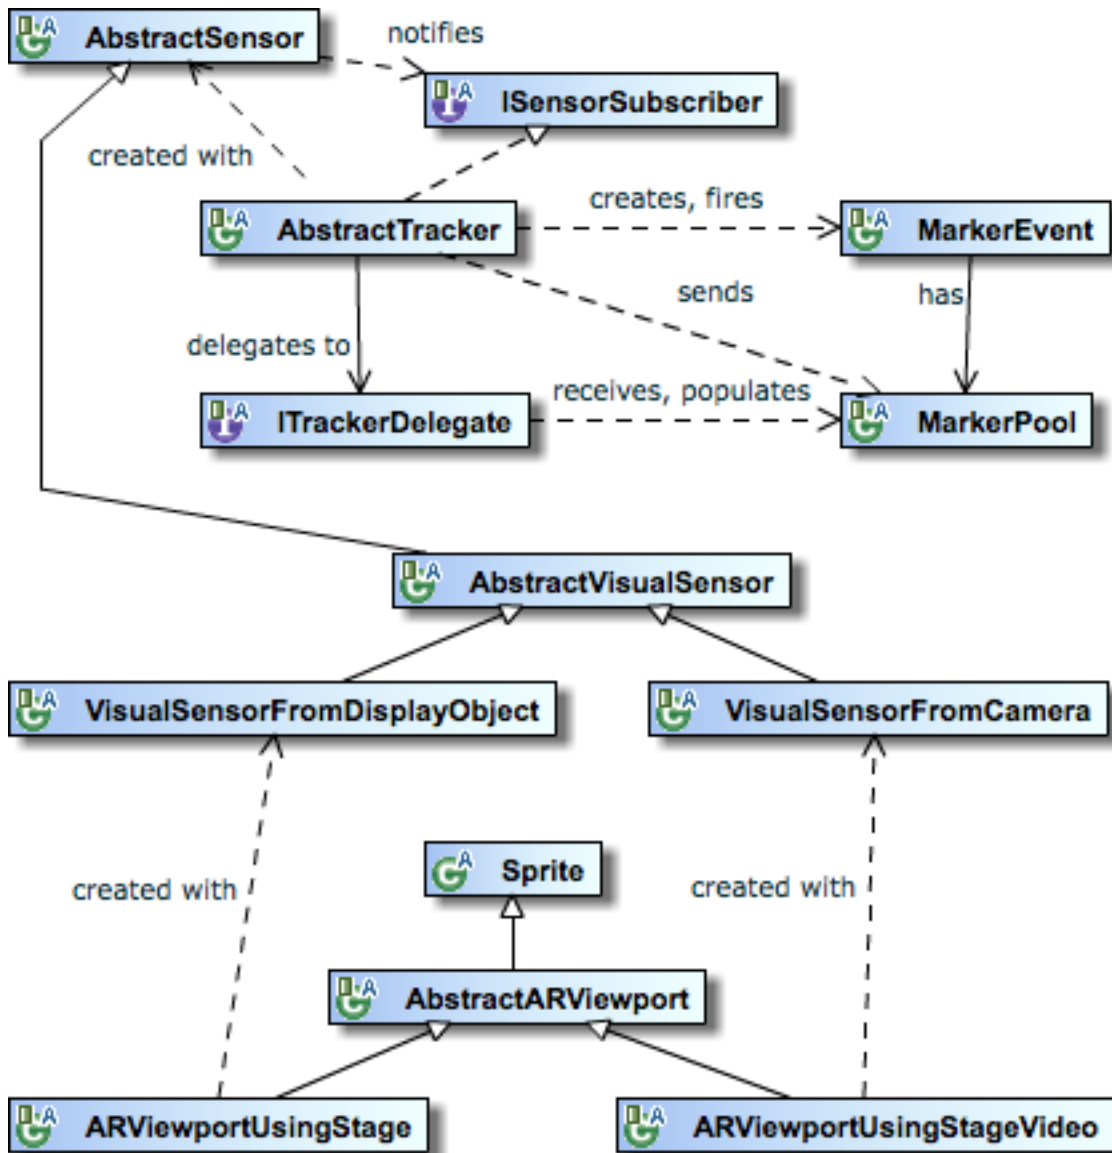 AbstractSensor
notifies
ISensorSubscriber
created with
AbstractTracker
creates, fires
MarkerEvent
sends
has
delegates to
ITrackerDelegate
receives, populates
MarkerPool
AbstractVisualSensor
VisualSensorFromDisplayObject
VisualSensorFromCamera
Sprite
created with
created with
AbstractARViewport
ARViewportUsingStage
ARViewportUsingStageVideo